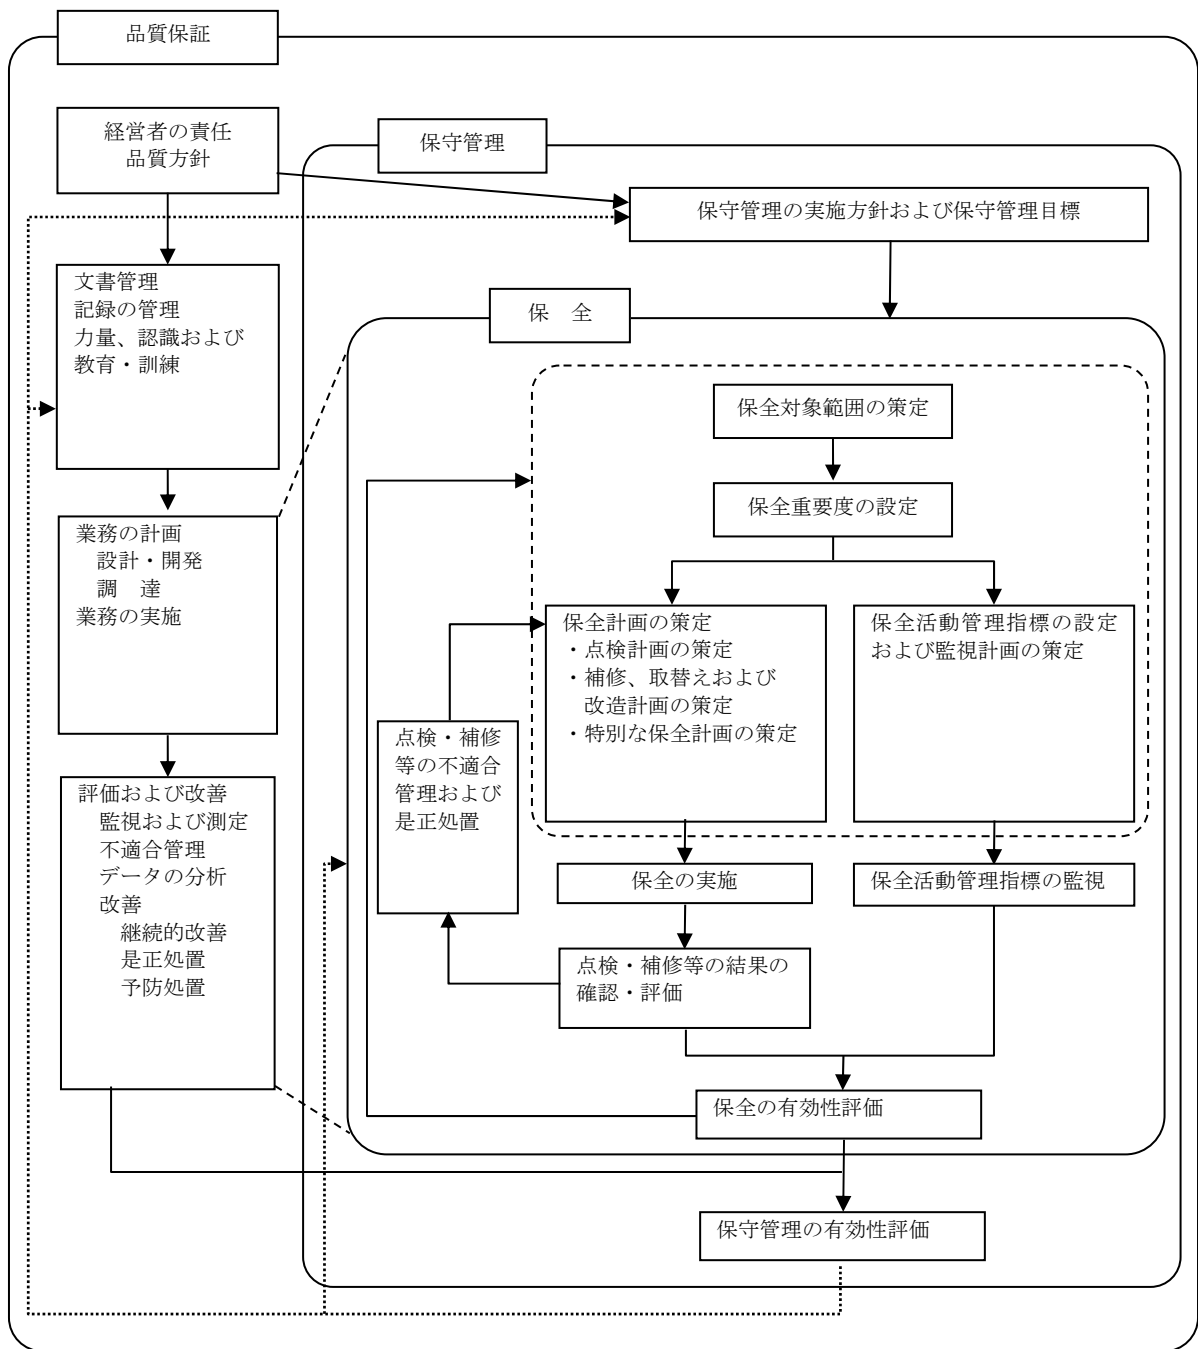 品質保証
経営者の責任
品質方針
保守管理
保守管理の実施方針および保守管理目標
文書管理
記録の管理
力量、認識および
教育・訓練
保　全
保全対象範囲の策定
保全重要度の設定
業務の計画
設計・開発
調　達
業務の実施
保全計画の策定
・点検計画の策定
・補修、取替えおよび
改造計画の策定
・特別な保全計画の策定
保全活動管理指標の設定
および監視計画の策定
点検・補修
等の不適合
管理および
是正処置
評価および改善
監視および測定
不適合管理
データの分析
改善
継続的改善
是正処置
予防処置
保全の実施
保全活動管理指標の監視
点検・補修等の結果の
確認・評価
保全の有効性評価
保守管理の有効性評価